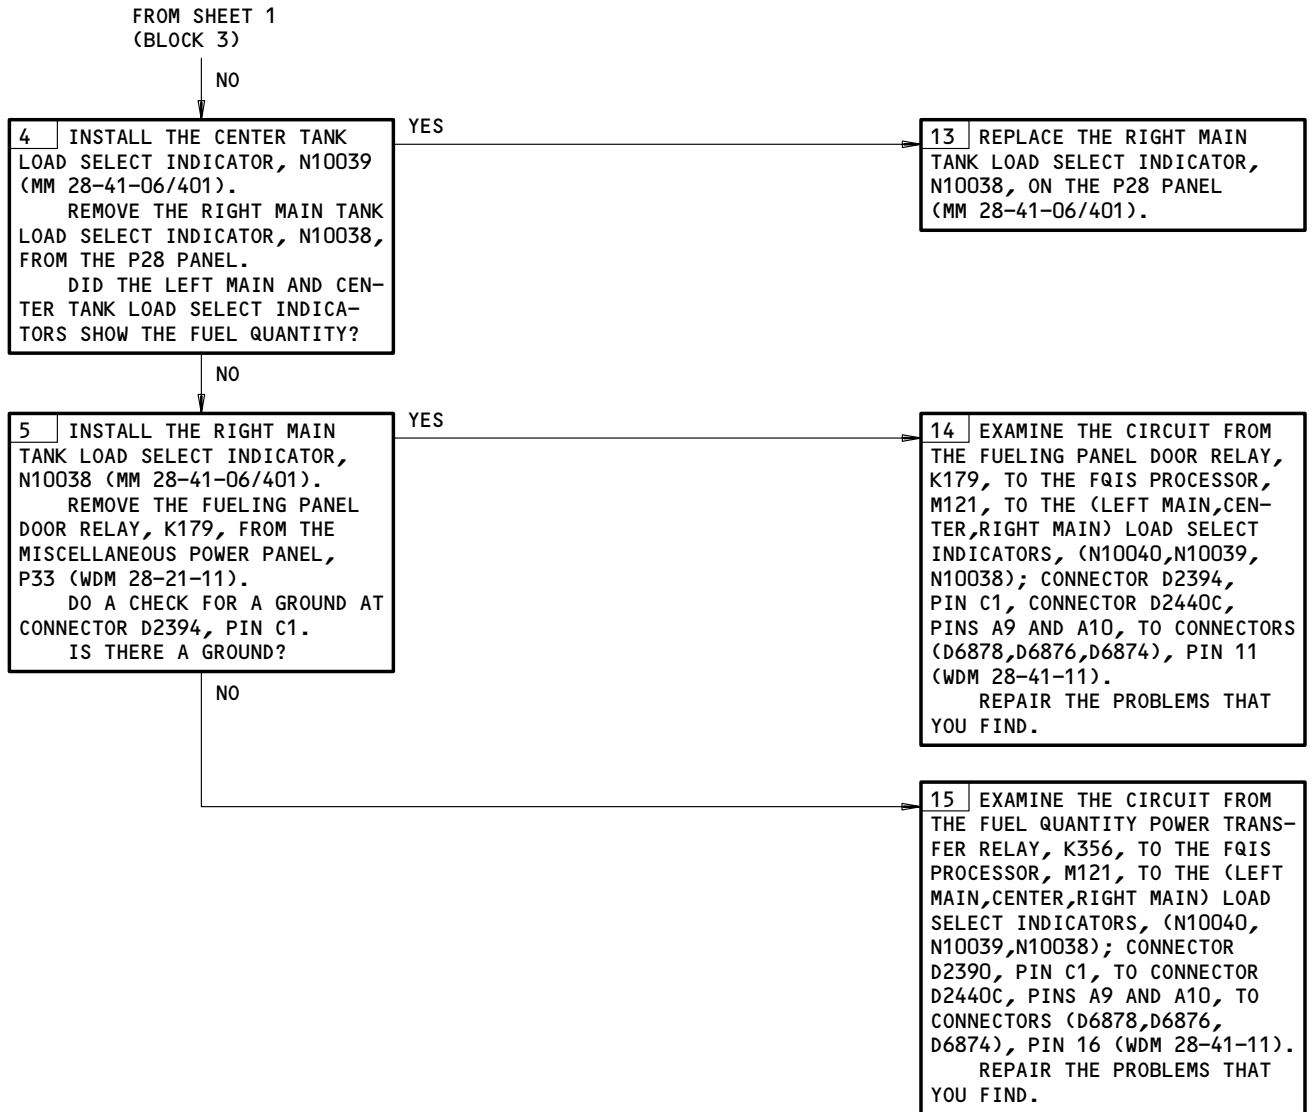 FROM SHEET 1
(BLOCK 3)
NO
4 INSTALL THE CENTER TANK
LOAD SELECT INDICATOR, N10039
(MM 28-41-06/401).
REMOVE THE RIGHT MAIN TANK
LOAD SELECT INDICATOR, N10038,
FROM THE P28 PANEL.
DID THE LEFT MAIN AND CEN-
TER TANK LOAD SELECT INDICA-
TORS SHOW THE FUEL QUANTITY?
YES
13 REPLACE THE RIGHT MAIN
TANK LOAD SELECT INDICATOR,
N10038, ON THE P28 PANEL
(MM 28-41-06/401).
NO
5 INSTALL THE RIGHT MAIN
TANK LOAD SELECT INDICATOR,
N10038 (MM 28-41-06/401).
REMOVE THE FUELING PANEL
DOOR RELAY, K179, FROM THE
MISCELLANEOUS POWER PANEL,
P33 (WDM 28-21-11).
DO A CHECK FOR A GROUND AT
CONNECTOR D2394, PIN C1.
IS THERE A GROUND?
YES
14 EXAMINE THE CIRCUIT FROM
THE FUELING PANEL DOOR RELAY,
K179, TO THE FQIS PROCESSOR,
M121, TO THE (LEFT MAIN,CEN-
TER,RIGHT MAIN) LOAD SELECT
INDICATORS, (N10040,N10039,
N10038); CONNECTOR D2394,
PIN C1, CONNECTOR D2440C,
PINS A9 AND A10, TO CONNECTORS
(D6878,D6876,D6874), PIN 11
(WDM 28-41-11).
REPAIR THE PROBLEMS THAT
YOU FIND.
NO
15 EXAMINE THE CIRCUIT FROM
THE FUEL QUANTITY POWER TRANS-
FER RELAY, K356, TO THE FQIS
PROCESSOR, M121, TO THE (LEFT
MAIN,CENTER,RIGHT MAIN) LOAD
SELECT INDICATORS, (N10040,
N10039,N10038); CONNECTOR
D2390, PIN C1, TO CONNECTOR
D2440C, PINS A9 AND A10, TO
CONNECTORS (D6878,D6876,
D6874), PIN 16 (WDM 28-41-11).
REPAIR THE PROBLEMS THAT
YOU FIND.